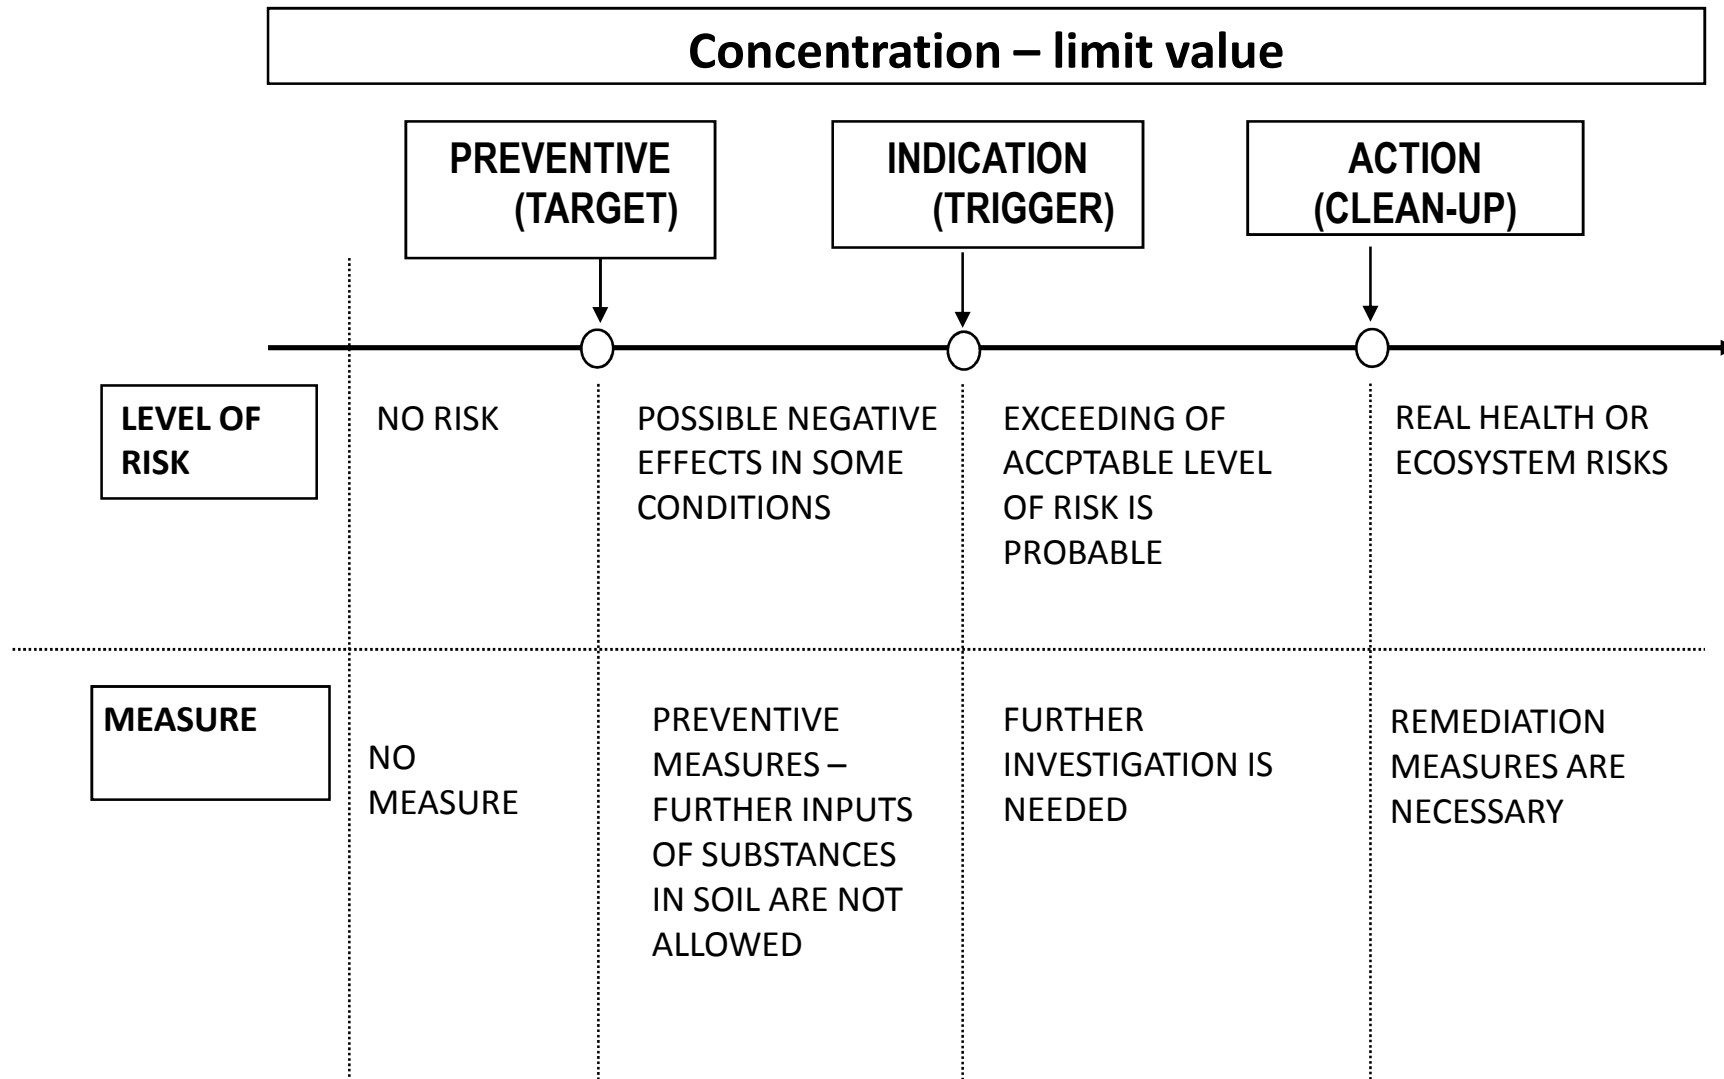 Concentration – limit value
PREVENTIVE
(TARGET)
INDICATION
(TRIGGER)
ACTION
(CLEAN-UP)
LEVEL OF
RISK
NO RISK
POSSIBLE NEGATIVE
EFFECTS IN SOME
CONDITIONS
EXCEEDING OF
ACCPTABLE LEVEL
OF RISK IS
PROBABLE
REAL HEALTH OR
ECOSYSTEM RISKS
MEASURE
NO
MEASURE
PREVENTIVE
MEASURES –
FURTHER INPUTS
OF SUBSTANCES
IN SOIL ARE NOT
ALLOWED
FURTHER
INVESTIGATION IS
NEEDED
REMEDIATION
MEASURES ARE
NECESSARY